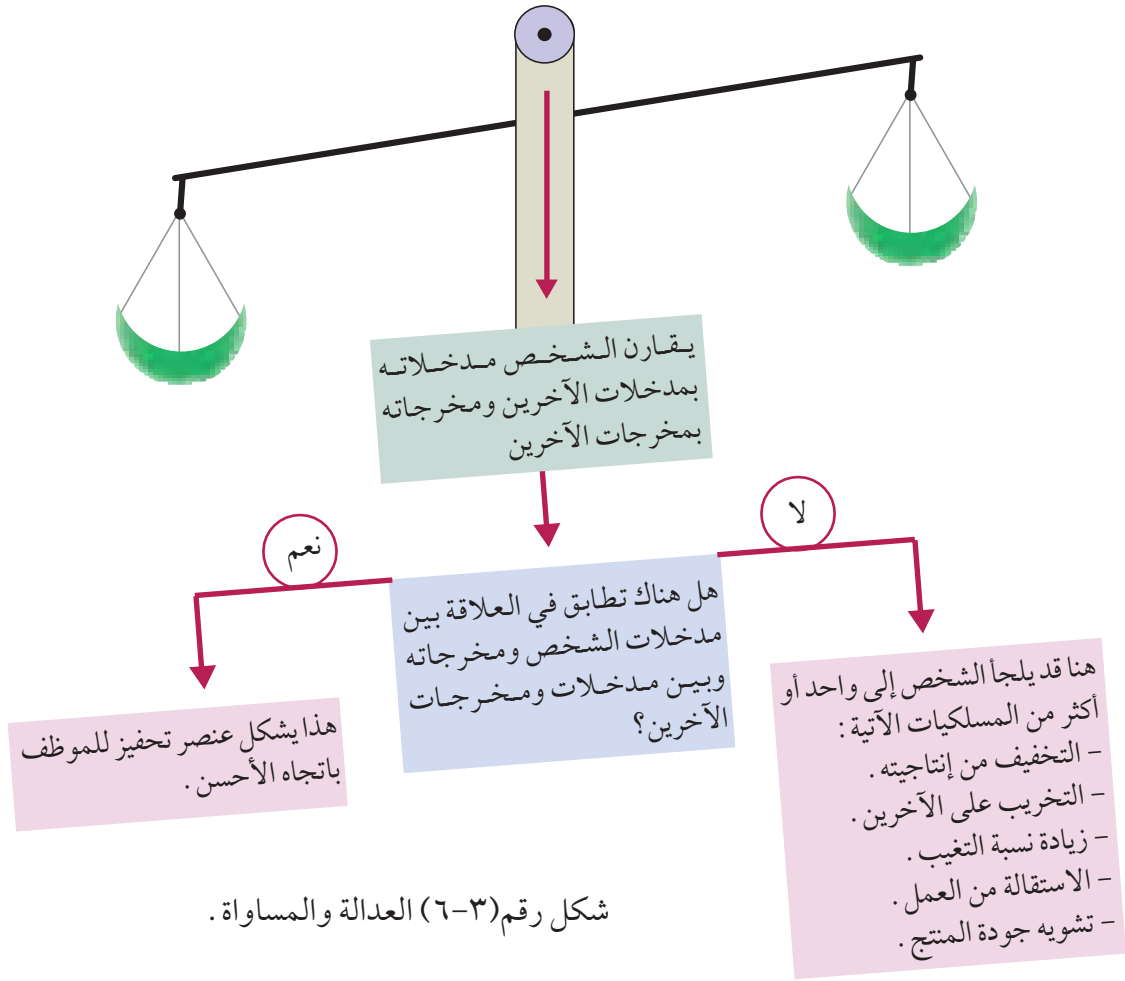 يقارن الشخص مدخلاته
بمدخلات الآخرين ومخرجاته
بمخرجات الآخرين
لا
نعم
هل هناك تطابق في العلاقة بين
مدخلات الشخص ومخرجاته
وبين مدخلات ومخرجات
الآخرين؟
هنا قد يلجأ الشخص إلى واحد أو
أكثر من المسلكيات الآتية :
– التخفيف من إنتاجيته .
– التخريب على الآخرين .
– زيادة نسبة التغيب .
– الاستقالة من العمل .
– تشويه جودة المنتج .
هذا يشكل عنصر تحفيز للموظف
باتجاه الأحسن .
شكل رقم(٣-٦) العدالة والمساواة .